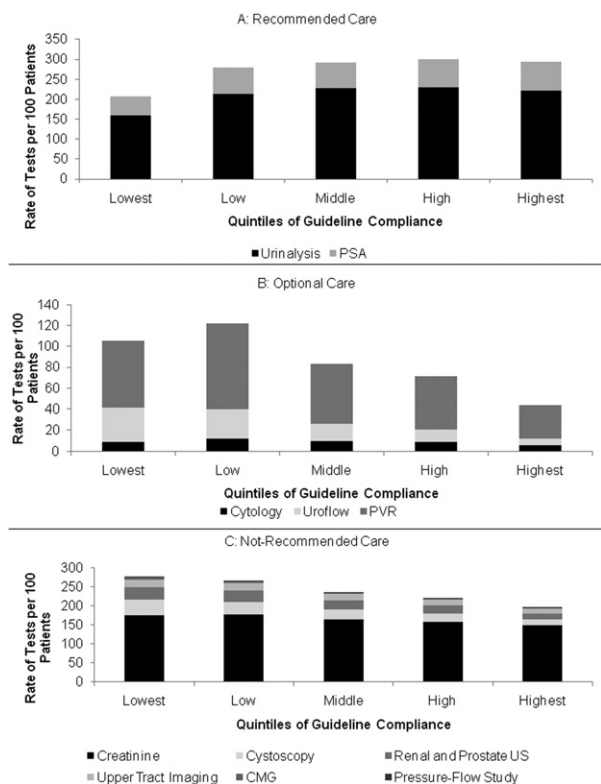 A: Recommended Care
Rate of Tests per 100 Patients
350
300
250
200
150
100
50
0
Lowest Low Middle High Highest
Quintiles of Guideline Compliance
Urinalysis PSA
B: Optional Care
Rate of Tests per 100
Patients
140
120
100
80
60
40
20
0
Lowest Low Middle High Highest
Quintiles of Guideline Compliance
Cytology Uroflow PVR
C: Not-Recommended Care
Rate of Tests per 100
Patients
300
250
200
150
100
50
0
Lowest Low Middle High Highest
Quintiles of Guideline Compliance
Creatinine Cystoscopy Renal and Prostate US
Upper Tract Imaging CMG Pressure-Flow Study